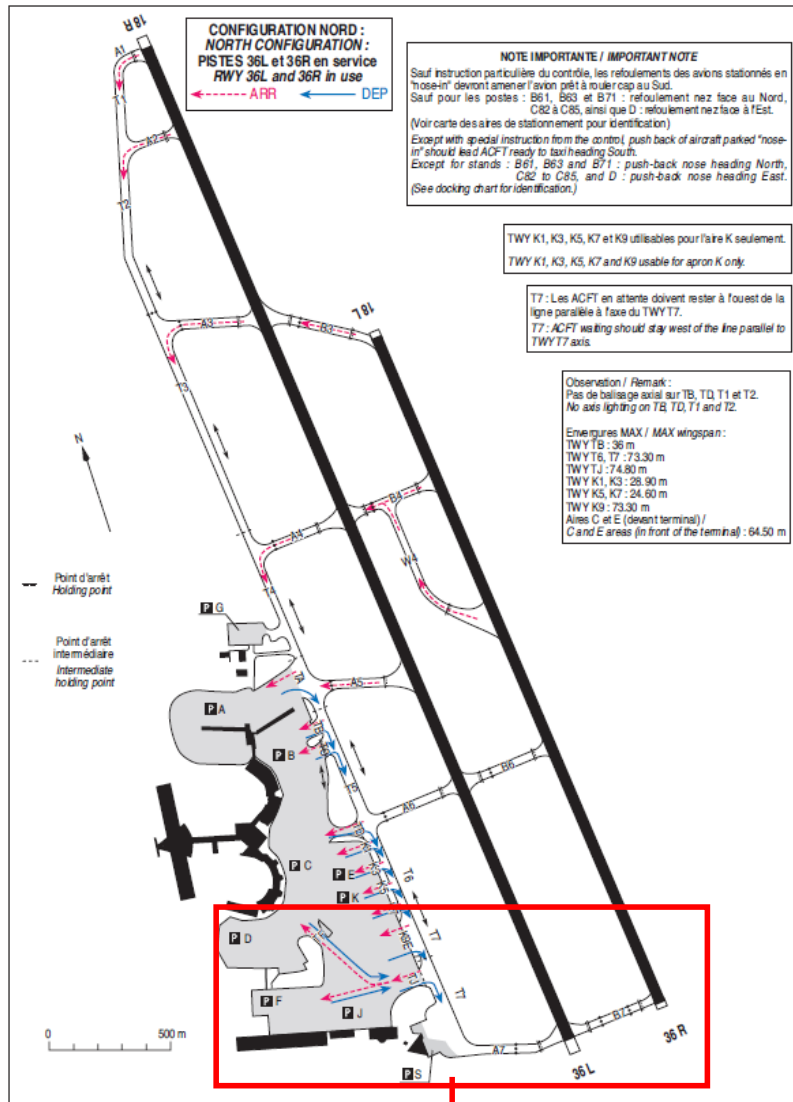 18 R
A1
T1
A2
T2
CONFIGURATION NORD :
NORTH CONFIGURATION :
PISTES 36L et 36R en service
RWY 36L and 36R in use
ARR DEP
NOTE IMPORTANTE / IMPORTANT NOTE
Sauf instruction particulière du contrôle, les refoulements des avions stationnés en
"nose-in" devront amener l'avion prêt à rouler cap au Sud.
Sauf pour les postes : B61, B63 et B71 : refoulement nez face au Nord,
C82 à C85, ainsi que D : refoulement nez face à l'Est.
(Voir carte des aires de stationnement pour identification)
Except with special instruction from the control, push back of aircraft parked "nose-
in" should lead ACFT ready to taxi heading South.
Except for stands : B61, B63 and B71 : push-back nose heading North,
C82 to C85, and D : push-back nose heading East.
(See docking chart for identification.)
TWY K1, K3, K5, K7 et K9 utilisables pour l'aire K seulement.
TWY K1, K3, K5, K7 and K9 usable for apron K only.
T7 : Les ACFT en attente doivent rester à l'ouest de la
ligne parallèle à l'axe du TWY T7.
T7 : ACFT waiting should stay west of the line parallel to
TWY T7 axis.
Observation / Remark :
Pas de balisage axial sur TB, TD, T1 et T2.
No axis lighting on TB, TD, T1 and T2.
Envergures MAX / MAX wingspan :
TWY TB : 36 m
TWY T6, T7 : 73.30 m
TWY TJ : 74.80 m
TWY K1, K3 : 28.90 m
TWY K5, K7 : 24.60 m
TWY K9 : 73.30 m
Aires C et E (devant terminal) /
C and E areas (in front of the terminal) : 64.50 m
18 L
A3
B3
T3
N
B4
A4
W4
T4
Point d'arrêt
Holding point
Point d'arrêt
intermédiaire
Intermediate
holding point
P G
TA
A5
P A
TB
P B
T5
B6
A6
P C
T6
P E
K5
P K
P D
T7
K9
TJ
T7
P F
P J
B7
A7
36 R
36 L
P S
0 500 m